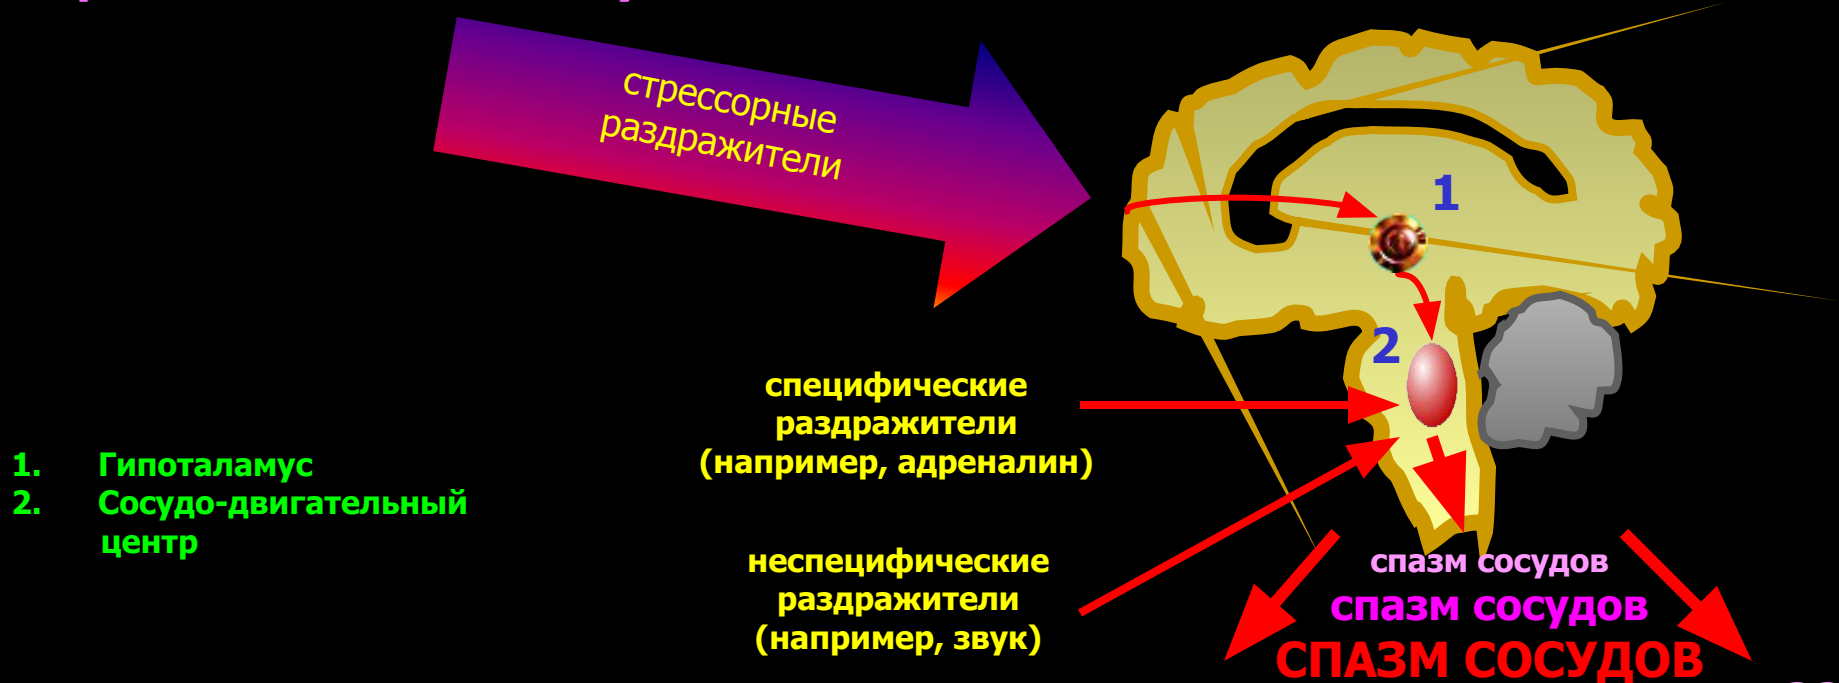 стрессорные
раздражители
1
2
специфические
раздражители
(например, адреналин)
1. Гипоталамус
2. Сосудо-двигательный
центр
неспецифические
раздражители
(например, звук)
спазм сосудов
спазм сосудов
СПАЗМ СОСУДОВ